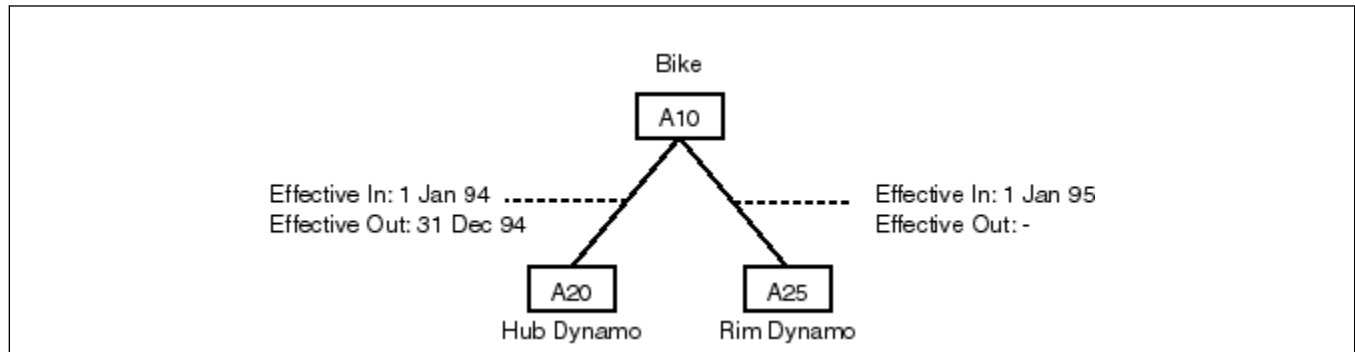 Bike
A10
Effective In: 1 Jan 94
Effective Out: 31 Dec 94
Effective In: 1 Jan 95
Effective Out: -
A20
A25
Hub Dynamo
Rim Dynamo